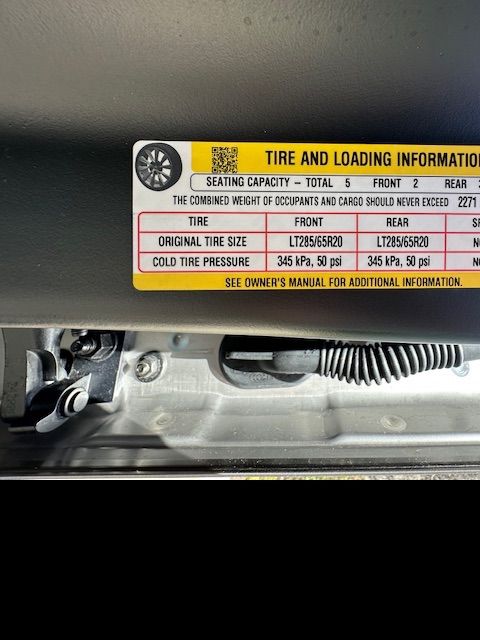 TIRE AND LOADING INFORMATIO
SEATING CAPACITY – TOTAL 5 FRONT 2 REAR
THE COMBINED WEIGHT OF OCCUPANTS AND CARGO SHOULD NEVER EXCEED 2271
TIRE FRONT REAR
ORIGINAL TIRE SIZE LT285/65R20 LT285/65R20
COLD TIRE PRESSURE 345 kPa, 50 psi 345 kPa, 50 psi
SEE OWNER'S MANUAL FOR ADDITIONAL INFORMATION.